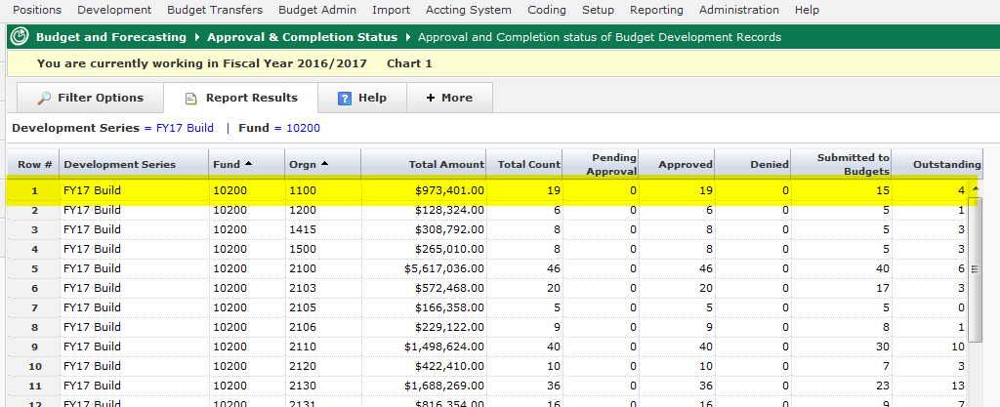 Positions Development Budget Transfers Budget Admin Import Accting System Coding Setup Reporting Administration Help
Budget and Forecasting Approval & Completion Status Approval and Completion status of Budget Development Records
You are currently working in Fiscal Year 2016/2017 Chart 1
Filter Options Report Results ? Help + More
Development Series = FY17 Build | Fund = 10200
Row # Development Series Fund Orgn Total Amount Total Count Pending Approval Approved Denied Submitted to Budgets Outstanding
1 FY17 Build 10200 1100 $973,401.00 19 0 19 0 15 4
2 FY17 Build 10200 1200 $128,324.00 6 0 6 0 5 1
3 FY17 Build 10200 1415 $308,792.00 8 0 8 0 5 3
4 FY17 Build 10200 1500 $265,010.00 8 0 8 0 5 3
5 FY17 Build 10200 2100 $5,617,036.00 46 0 46 0 40 6
6 FY17 Build 10200 2103 $572,468.00 20 0 20 0 17 3
7 FY17 Build 10200 2105 $166,358.00 5 0 5 0 5 0
8 FY17 Build 10200 2106 $229,122.00 9 0 9 0 8 1
9 FY17 Build 10200 2110 $1,498,624.00 40 0 40 0 30 10
10 FY17 Build 10200 2120 $422,410.00 10 0 10 0 7 3
11 FY17 Build 10200 2130 $1,688,269.00 36 0 36 0 23 13
12 FY17 Build 10200 2131 $816,354.00 16 0 16 0 9 7